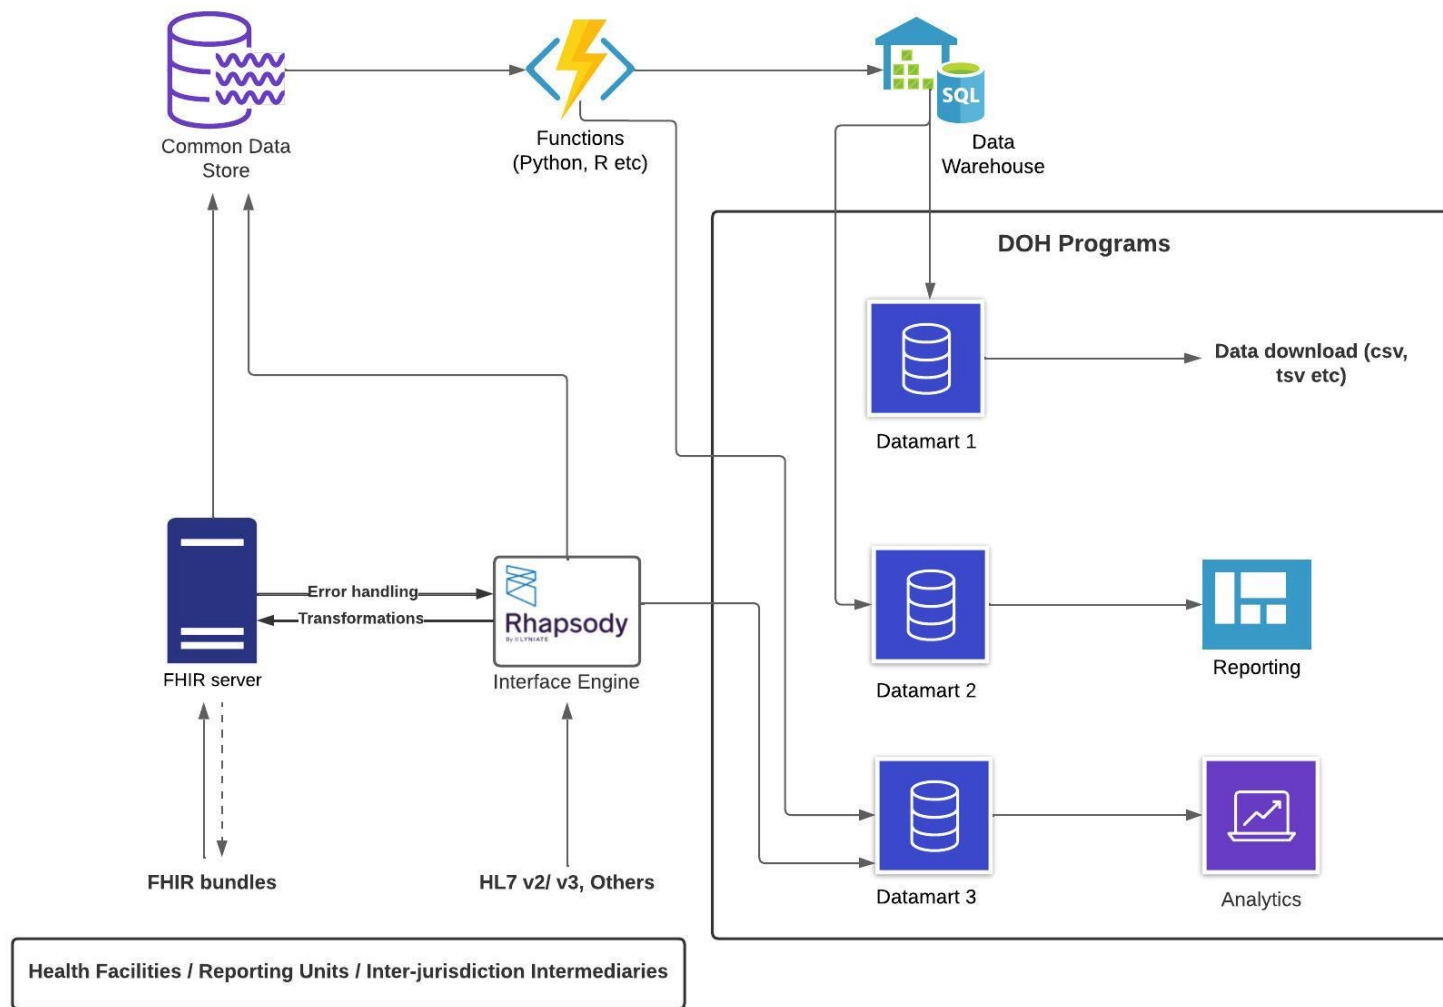 Common Data
Store
Functions
(Python, R etc)
SQL
Data
Warehouse
DOH Programs
Datamart 1
Data download (csv,
tsv etc)
Error handling
Transformations
FHIR server
Rhapsody
By LYNIATE
Interface Engine
Datamart 2
Reporting
Datamart 3
Analytics
FHIR bundles
HL7 v2/ v3, Others
Health Facilities / Reporting Units / Inter-jurisdiction Intermediaries